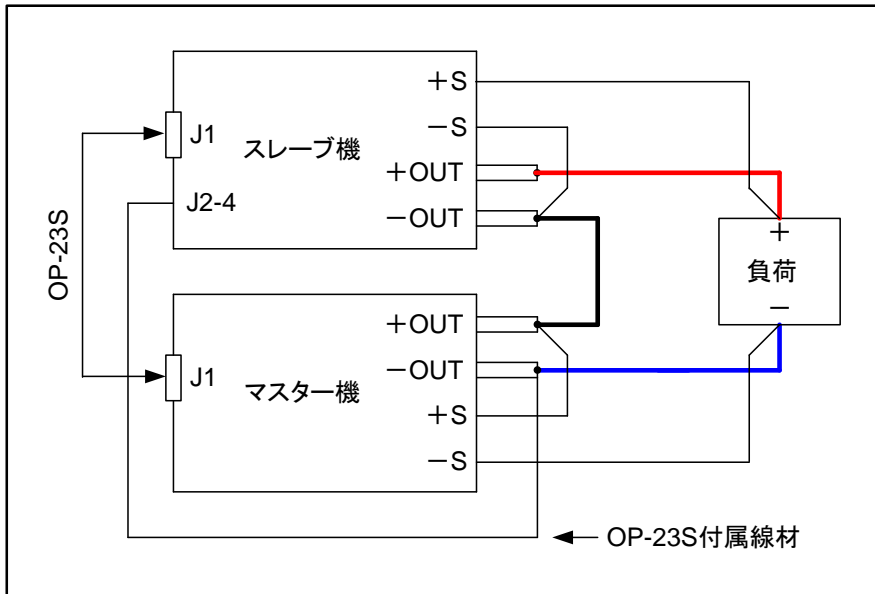 +S
-S
スレーブ機
J1
+OUT
J2-4
-OUT
OP-23S
+
負荷
-
+OUT
J1
-OUT
マスター機
+S
-S
OP-23S付属線材